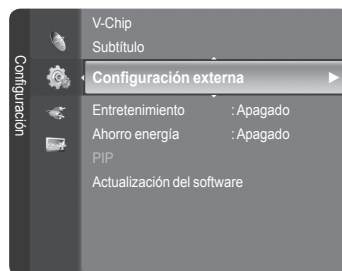 Configuración
V-Chip
Subtítulo
Configuración externa
Entretenimiento : Apagado
Ahorro energía : Apagado
PIP
Actualización del software